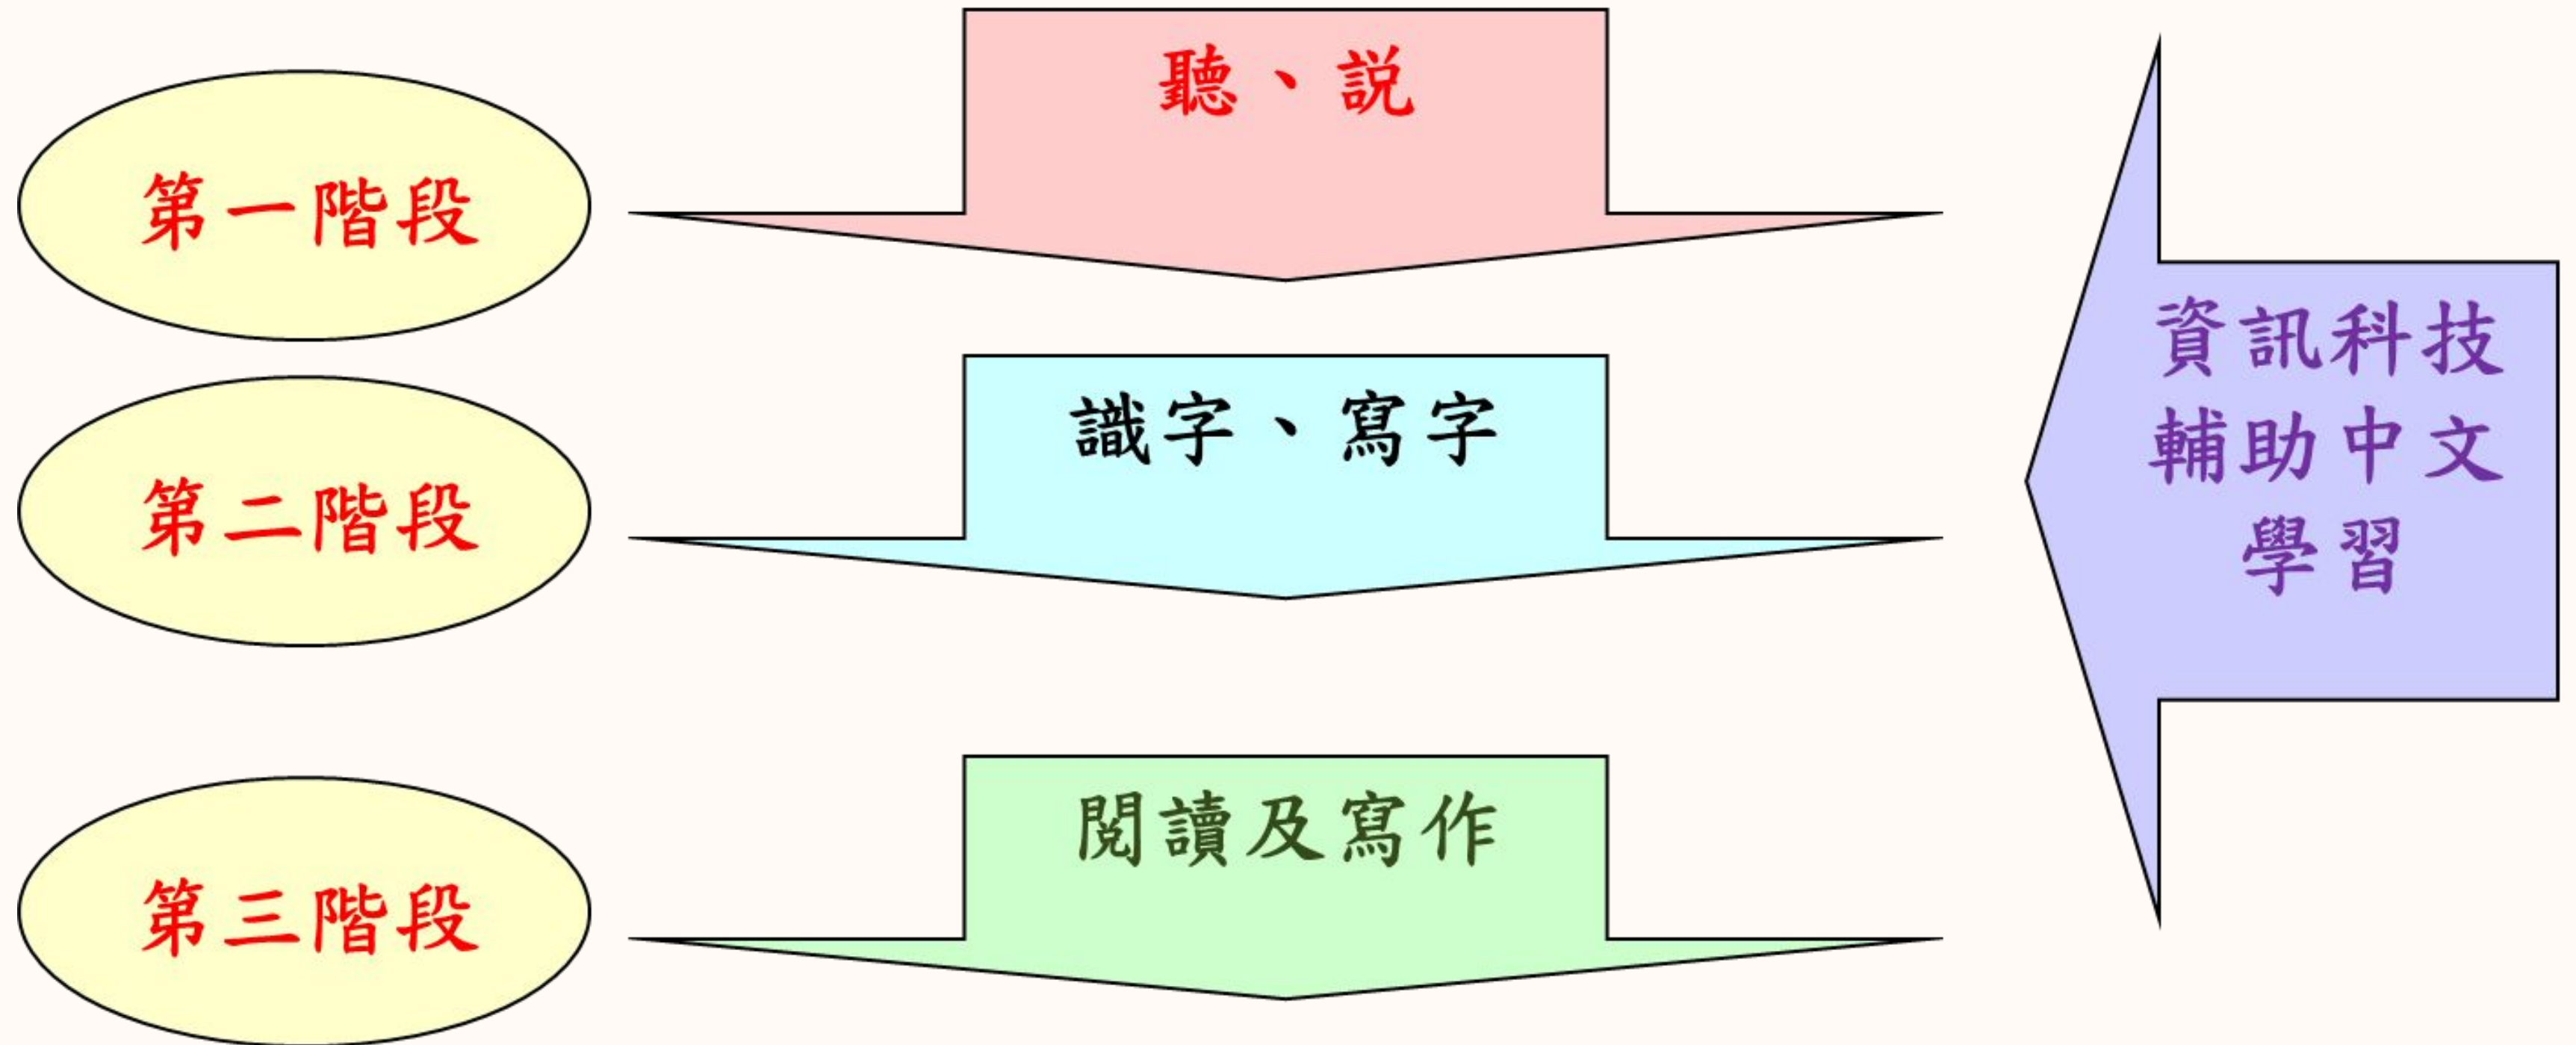 第一階段
聽、説
第二階段
識字、寫字
第三階段
閱讀及寫作
資訊科技
輔助中文
學習